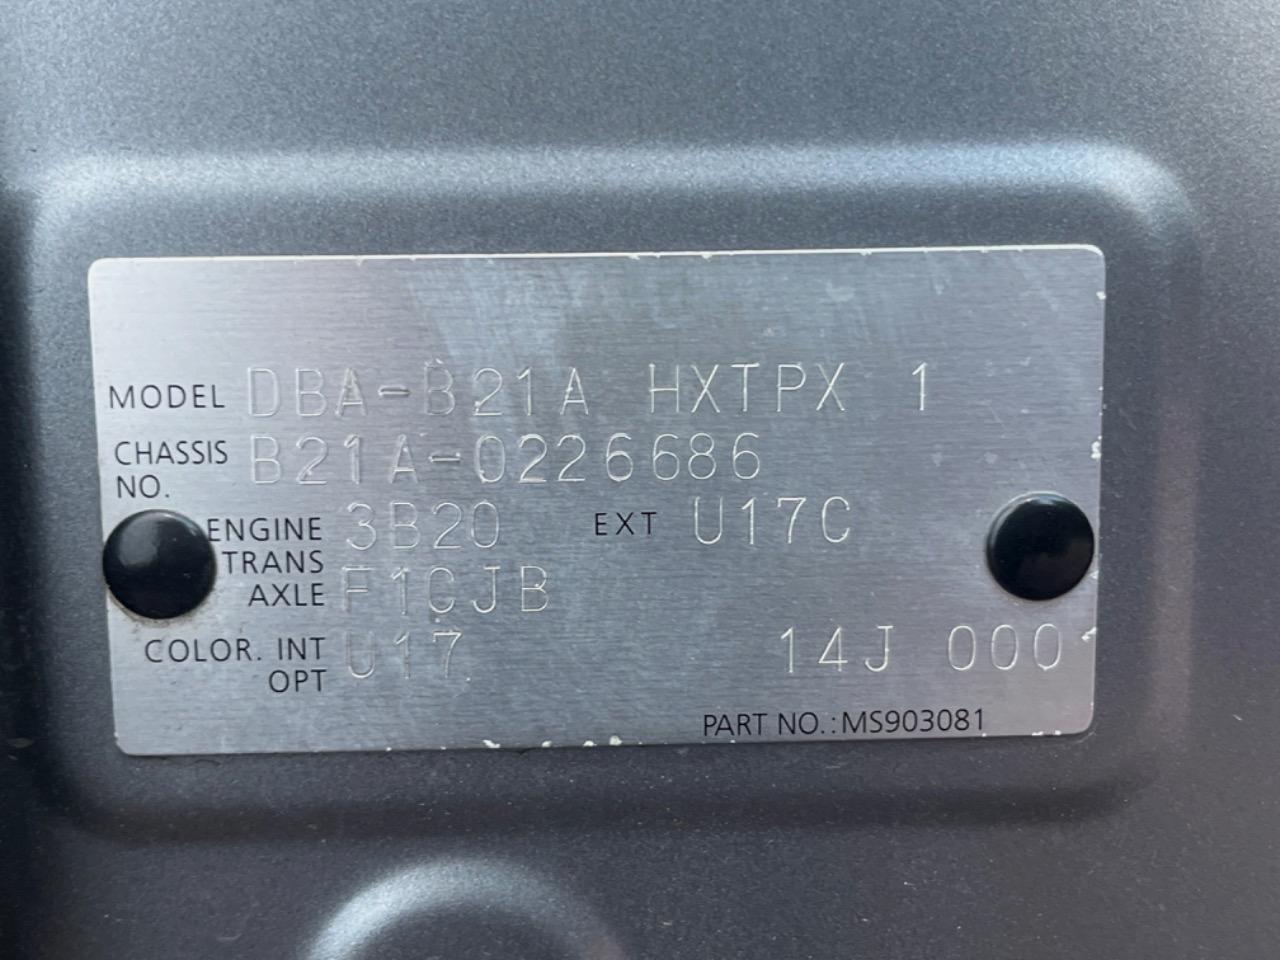 MODEL DBA-B21A HXTPX 1
CHASSIS NO. B21A-0226686
ENGINE 3B20 EXT U17C
TRANS AXLE F1CJB
COLOR. INT U17 14J 000
OPT
PART NO.:MS903081